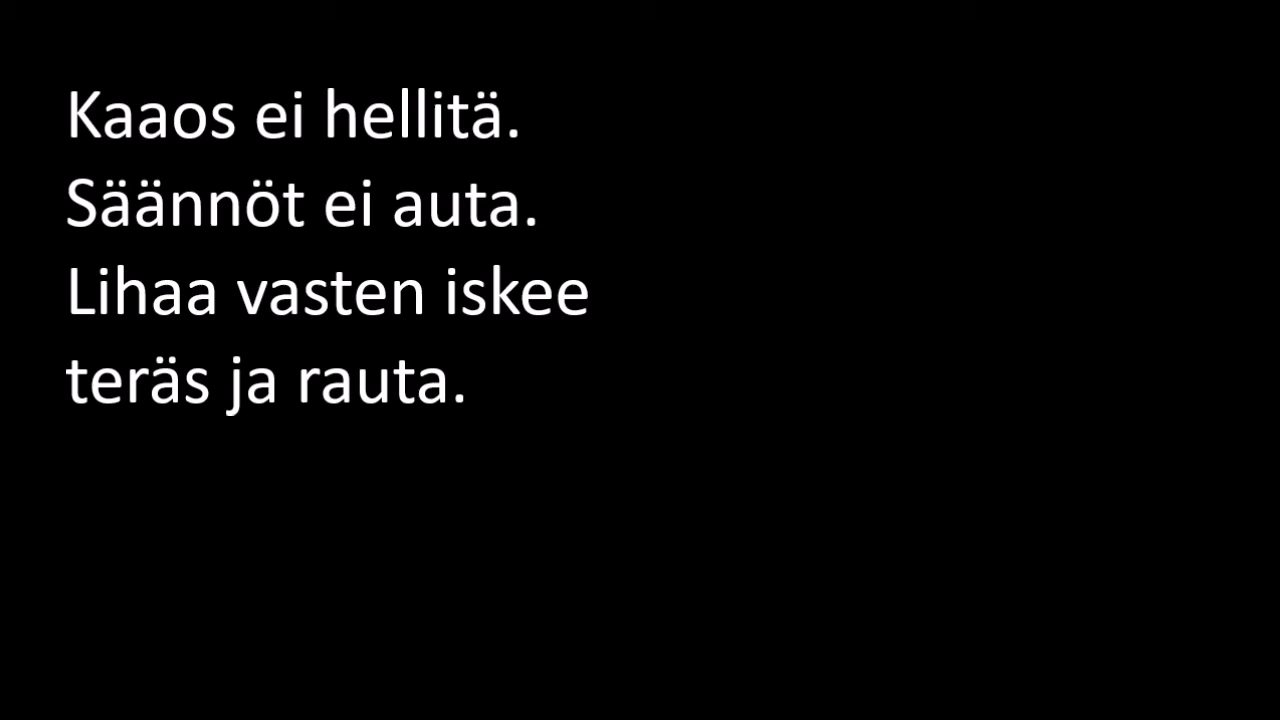 Kaaos ei hellitä.
Säännöt ei auta.
Lihaa vasten iskee
teräs ja rauta.